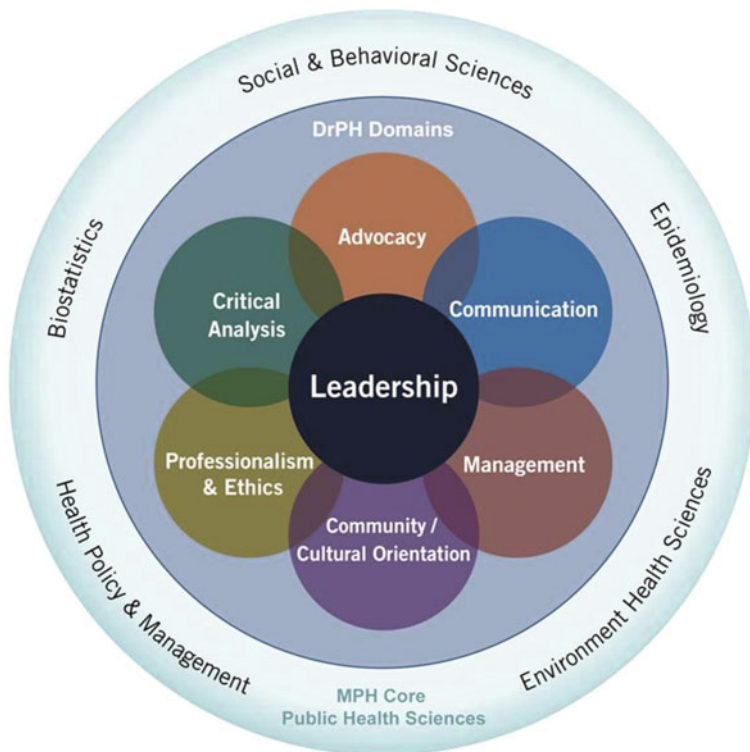 Social & Behavioral Sciences
DrPH Domains
Advocacy
Biostatistics
Epidemiology
Critical
Analysis
Communication
Leadership
Professionalism
& Ethics
Management
Community /
Cultural Orientation
Health Policy & Management
Environment Health Sciences
MPH Core
Public Health Sciences